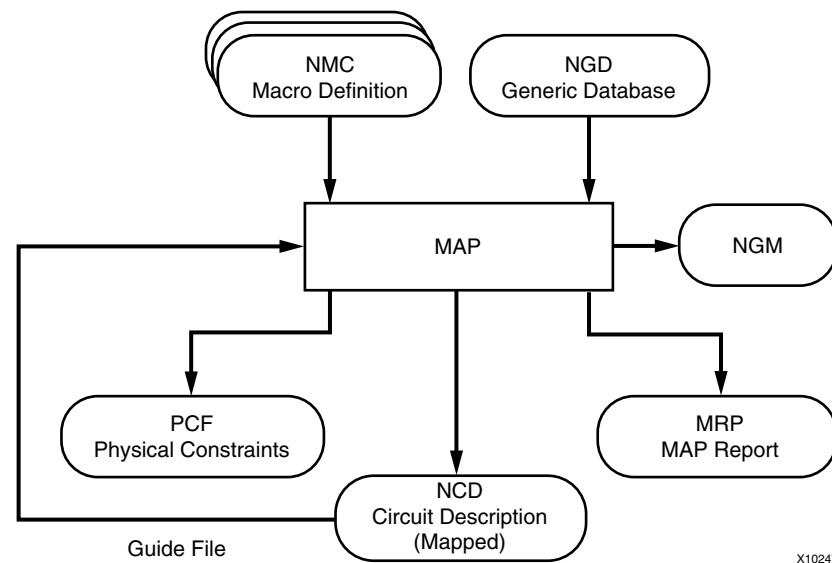 NMC
Macro Definition
NGD
Generic Database
MAP
NGM
PCF
Physical Constraints
MRP
MAP Report
NCD
Circuit Description
(Mapped)
Guide File